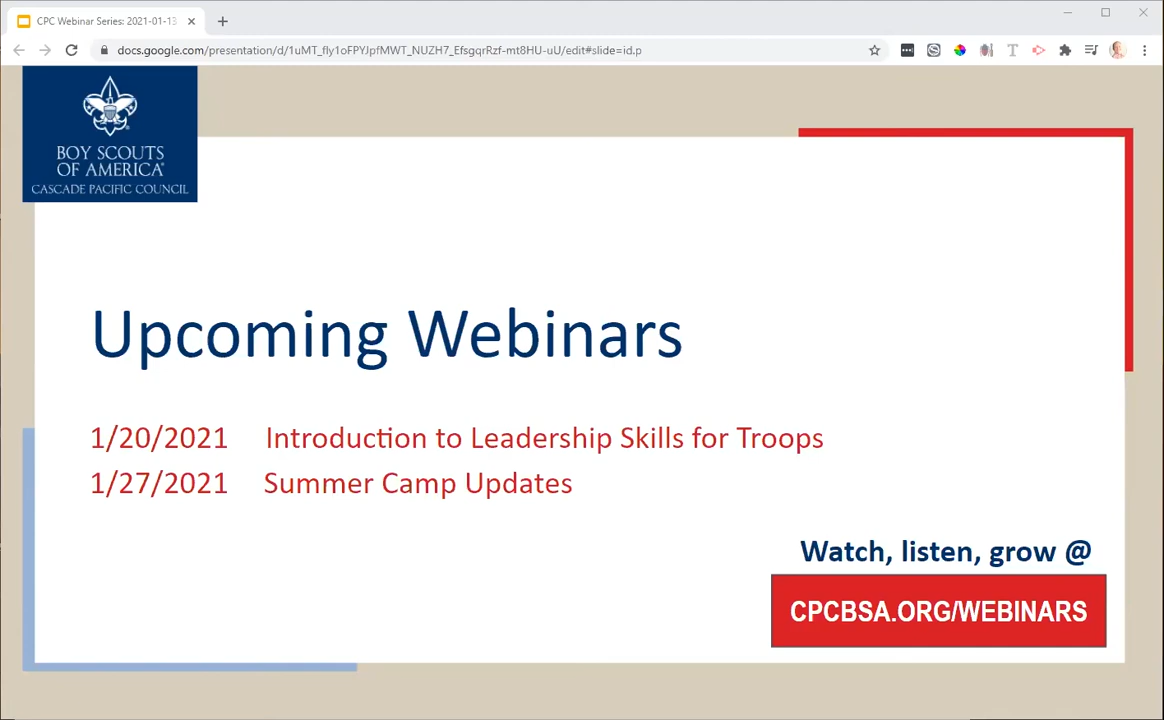 CPC Webinar Series: 2021-01-13
docs.google.com/presentation/d/1uMT_fIy1oFPYJpfMWT_NUZH7_EfsgqrRzf-mt8HU-uU/edit#slide=id.p
BOY SCOUTS
OF AMERICA®
CASCADE PACIFIC COUNCIL
Upcoming Webinars
1/20/2021 Introduction to Leadership Skills for Troops
1/27/2021 Summer Camp Updates
Watch, listen, grow @
CPCBSA.ORG/WEBINARS